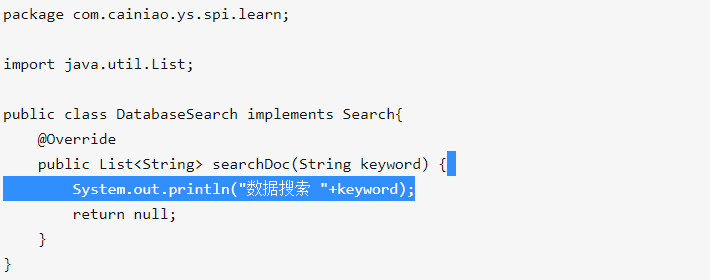 package com.cainiao.ys.spi.learn;
import java.util.List;
public class DatabaseSearch implements Search{
@Override
public List<String> searchDoc(String keyword) {
System.out.println("数据搜索 "+keyword);
return null;
}
}